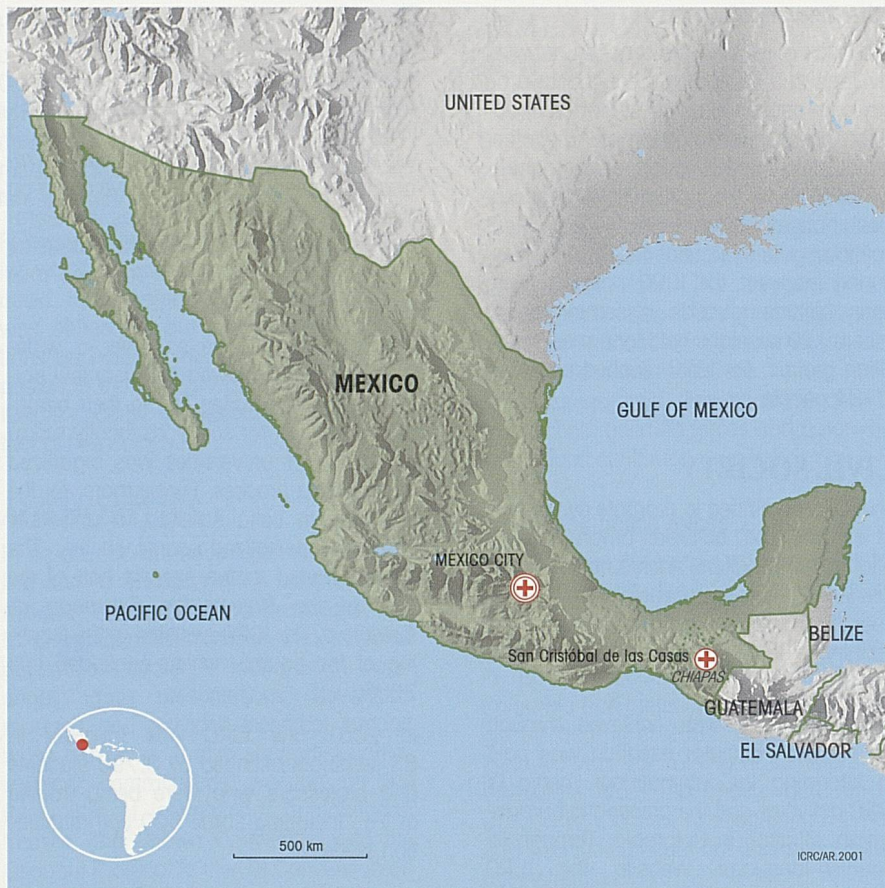 UNITED STATES
MEXICO
GULF OF MEXICO
MEXICO CITY
PACIFIC OCEAN
BELIZE
San Cristóbal de las Casas
CHIAPAS
GUATEMALA
EL SALVADOR
500 km
ICRC/AR.2001